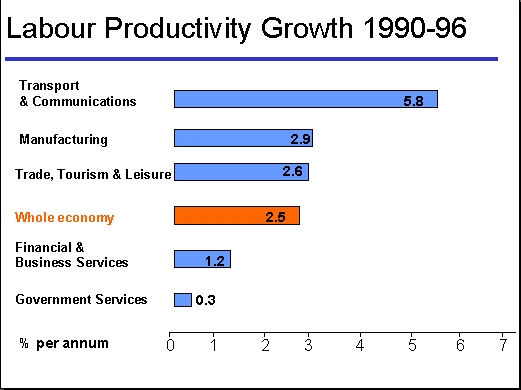 Labour Productivity Growth 1990-96
Transport
& Communications
5.8
Manufacturing
2.9
Trade, Tourism & Leisure
2.6
Whole economy
2.5
Financial &
Business Services
1.2
Government Services
0.3
% per annum
0 1 2 3 4 5 6 7